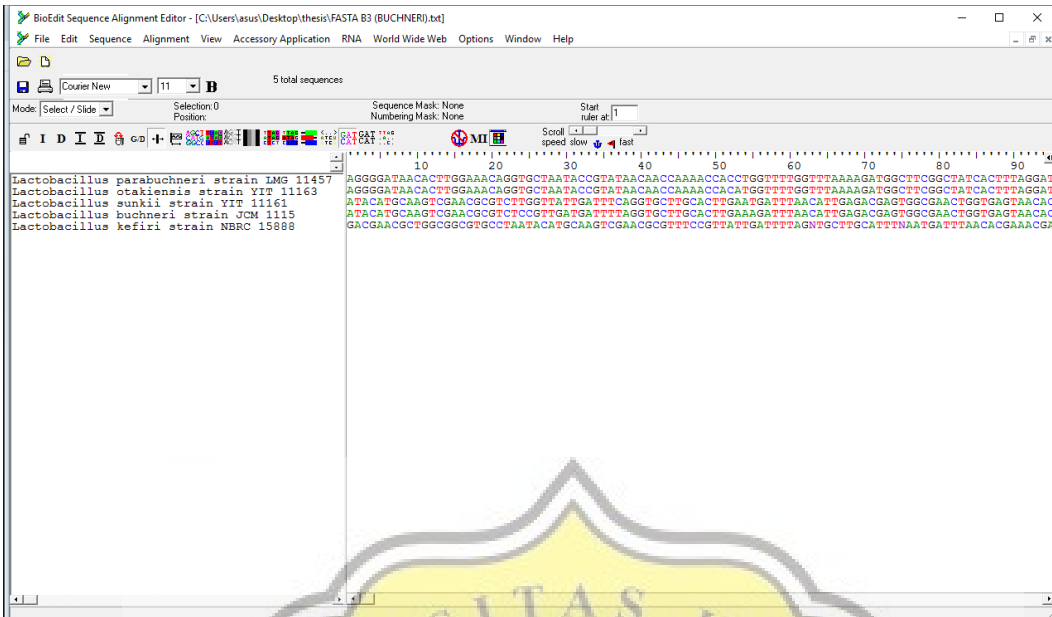 BioEdit Sequence Alignment Editor - [C:\Users\asus\Desktop\thesis\FASTA B3 (BUCHNERI).txt]
File Edit Sequence Alignment View Accessory Application RNA World Wide Web Options Window Help
Courier New 11 B 5 total sequences
Mode: Select / Slide Selection: 0 Sequence Mask: None Start
Position: Numbering Mask: None ruler at: 1
I D I D G/D MI Scroll
speed slow fast
10 20 30 40 50 60 70 80 90
Lactobacillus parabuchneri strain LMG 11457 AGGGGATAACACTTGGAAACAGGTGCTAATACCGTATAACAACCAAAACCACCTGGTTTTGGTTTAAAAGATGGCTTCGGCTATCACTTTAGGAT
Lactobacillus otakiensis strain YIT 11163 AGGGGATAACACTTGGAAACAGGTGCTAATACCGTATAACAACCAAAACCACATGGTTTTGGTTTAAAAGATGGCTTCGGCTATCACTTTAGGAT
Lactobacillus sunkii strain YIT 11161 ATACATGCAAGTCGAACGCGTCTTGGTTATTGATTTCAGGTGCTTGCACTTGAATGATTTAACATTGAGACGAGTGGCGAACTGGTGAGTAACAC
Lactobacillus buchneri strain JCM 1115 ATACATGCAAGTCGAACGCGTCTCCGTTGATGATTTTAGGTGCTTGCACTTGAAAGATTTAACATTGAGACGAGTGGCGAACTGGTGAGTAACAC
Lactobacillus kefiri strain NBRC 15888 GACGAACGCTGGCGGCGTGCCTAATACATGCAAGTCGAACGCGTTTCCGTTATTGATTTTAGNTGCTTGCATTTNAATGATTTAACACGAAACGA
ITAS